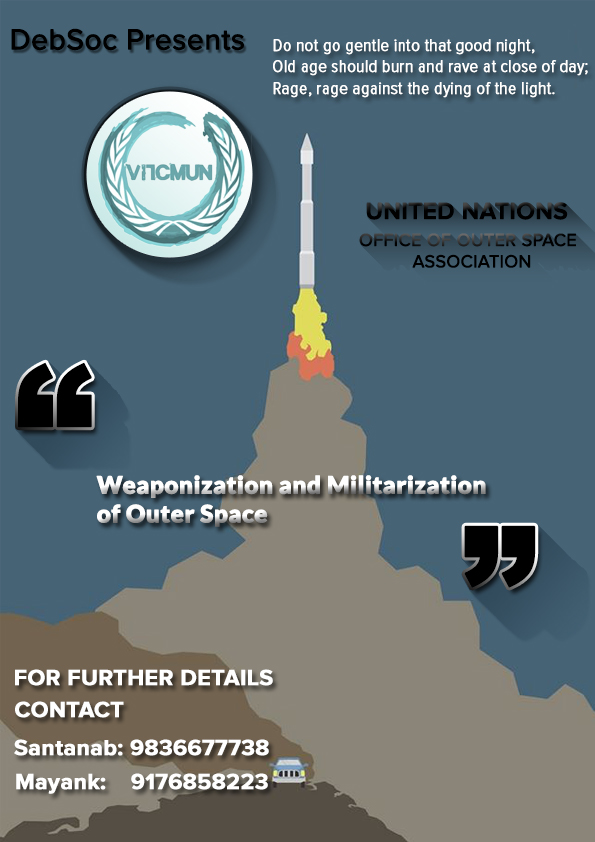 DebSoc Presents
Do not go gentle into that good night,
Old age should burn and rave at close of day;
Rage, rage against the dying of the light.
VITCMUN
UNITED NATIONS
OFFICE OF OUTER SPACE
ASSOCIATION
“
Weaponization and Militarization
of Outer Space
”
FOR FURTHER DETAILS
CONTACT
Santanab: 9836677738
Mayank: 9176858223